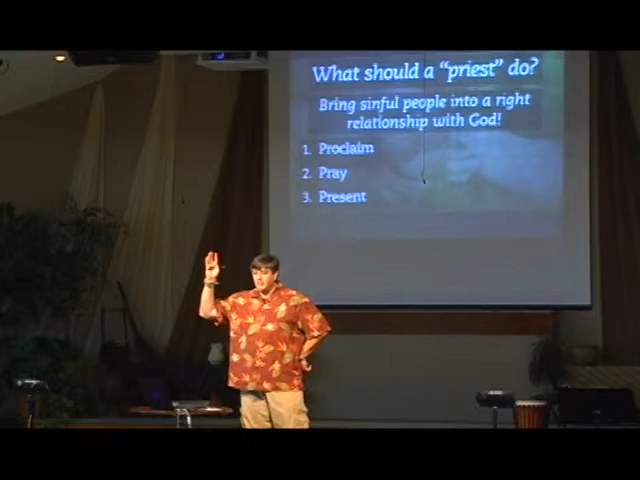 What should a "priest" do?
Bring sinful people into a right
relationship with God!
1. Proclaim
2. Pray
3. Present